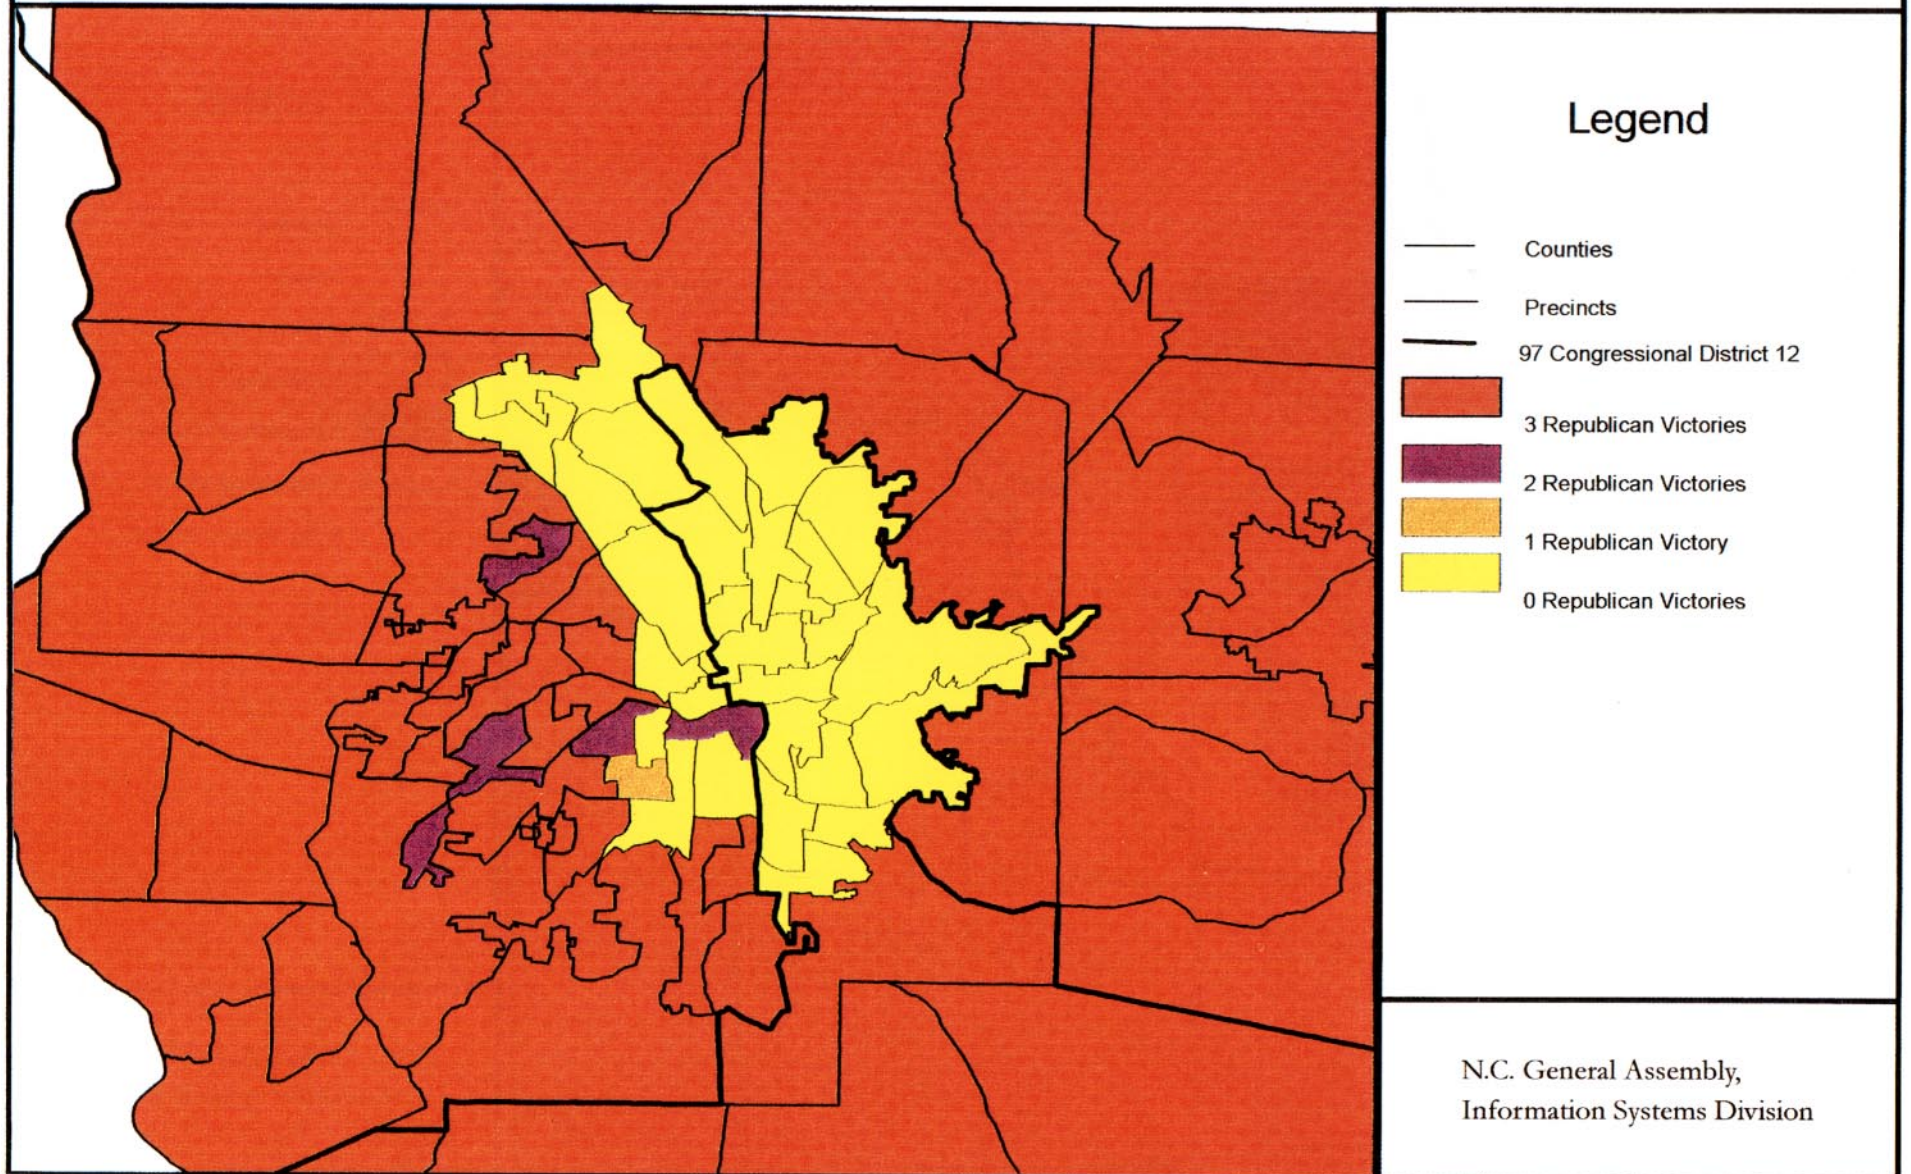 Legend
Counties
Precincts
97 Congressional District 12
3 Republican Victories
2 Republican Victories
1 Republican Victory
0 Republican Victories
N.C. General Assembly,
Information Systems Division